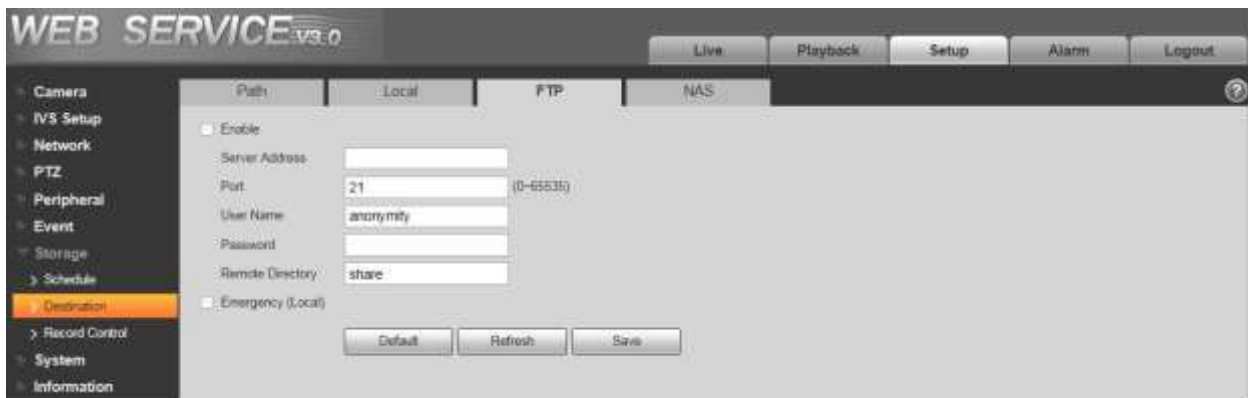 WEB SERVICE V3.0
Live Playback Setup Alarm Logout
Camera
IVS Setup
Network
PTZ
Peripheral
Event
Storage
Schedule
Destination
Record Control
System
Information
Path Local FTP NAS
Enable
Server Address
Port 21 (0~65535)
User Name anonymity
Password
Remote Directory share
Emergency (Local)
Default Refresh Save